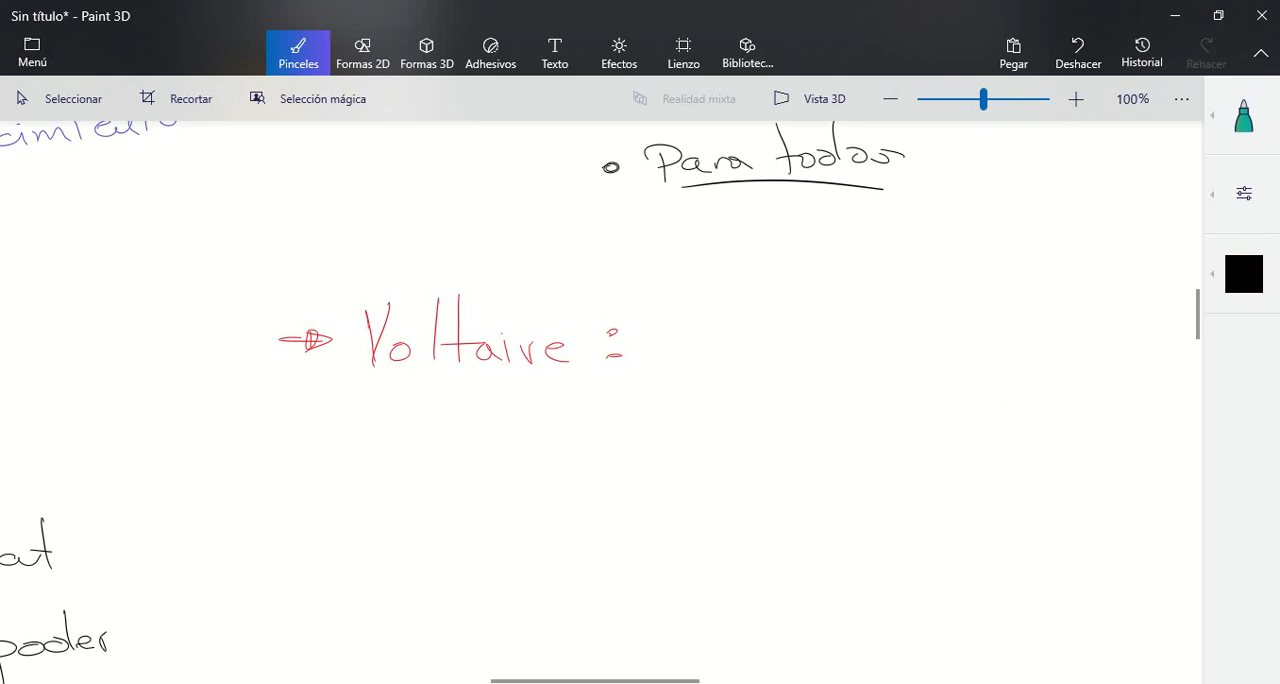 Sin título* - Paint 3D
Menú
Pinceles Formas 2D Formas 3D Adhesivos Texto Efectos Lienzo Bibliotec... Pegar Deshacer Historial Rehacer
Seleccionar Recortar Selección mágica Realidad mixta Vista 3D 100%
• Para todos
Voltaire :
poder